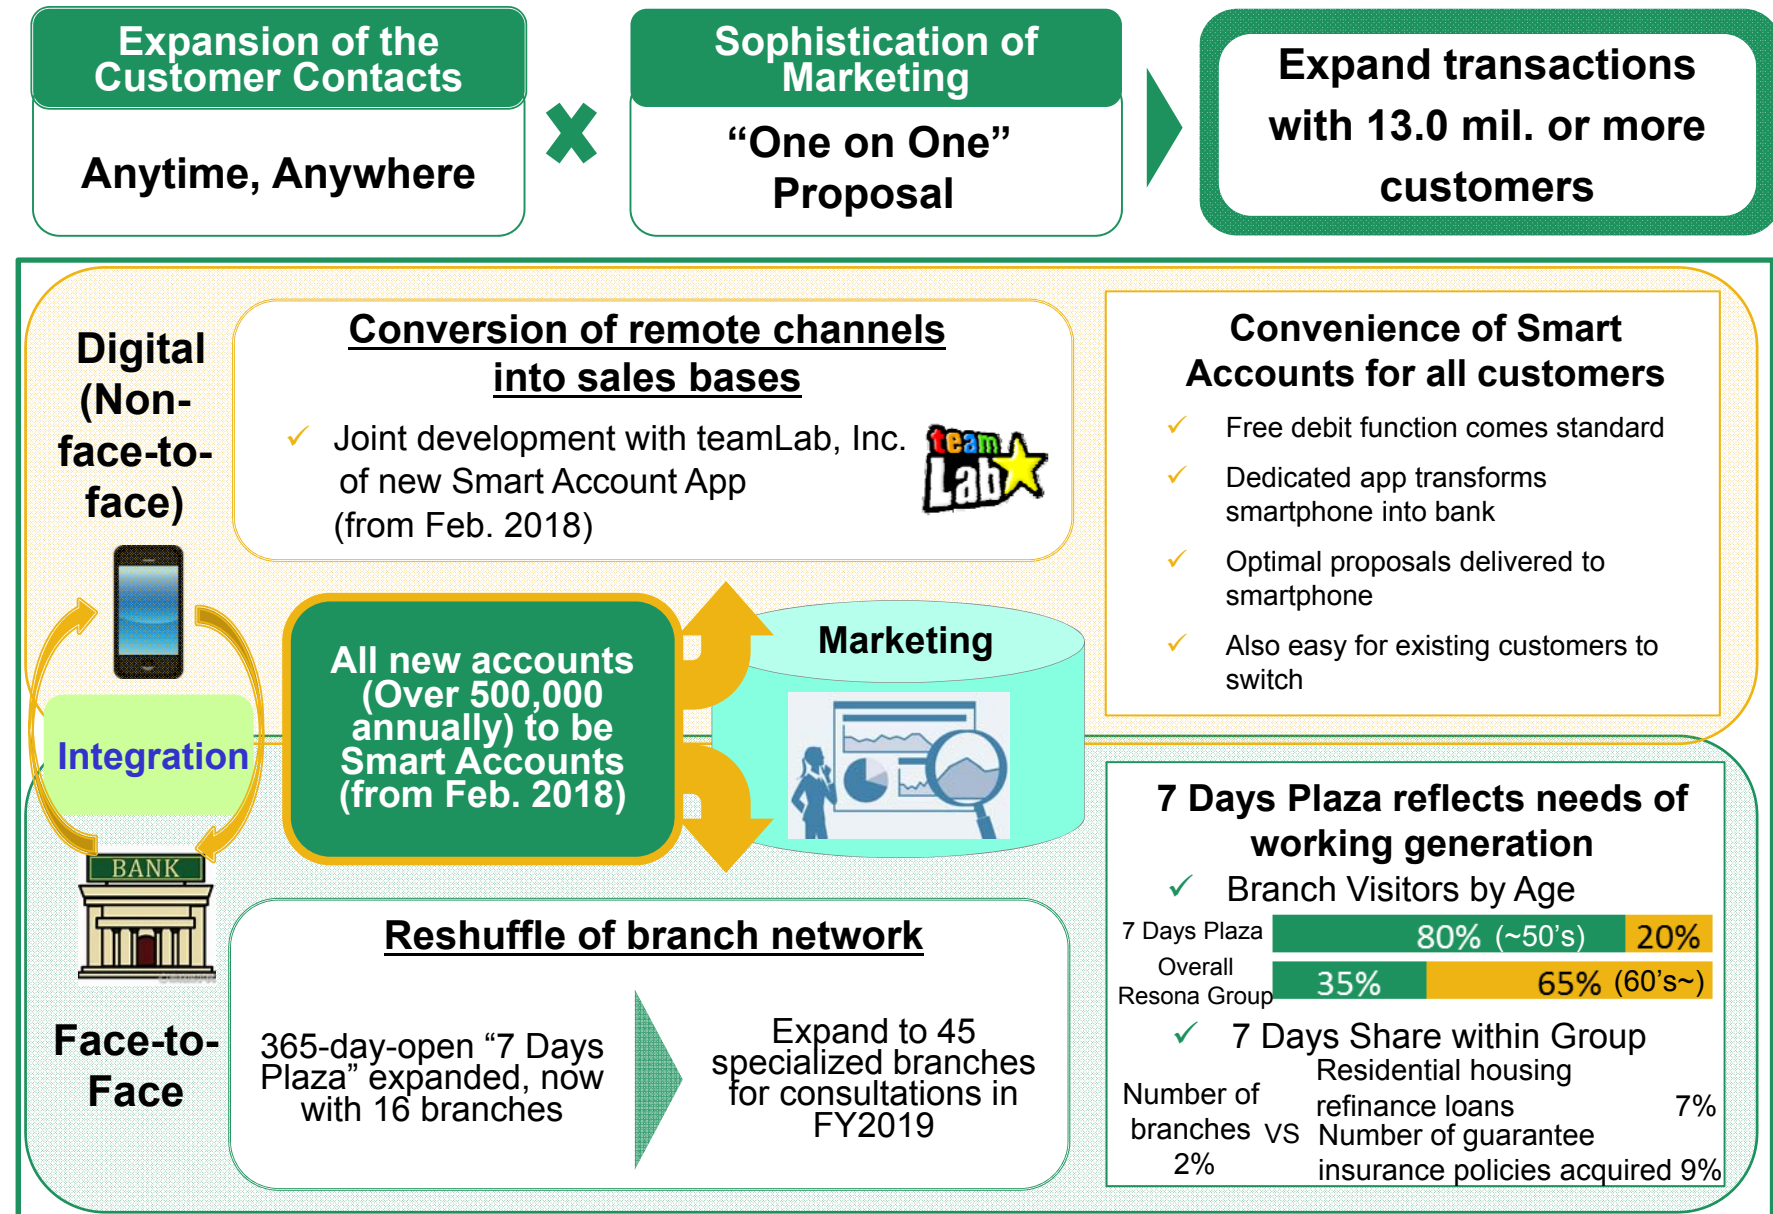 Expansion of the
Customer Contacts
Anytime, Anywhere
Sophistication of
Marketing
“One on One”
Proposal
Expand transactions
with 13.0 mil. or more
customers
Digital
(Non-
face-to-
face)
Conversion of remote channels
into sales bases
✓ Joint development with teamLab, Inc.
of new Smart Account App
(from Feb. 2018)
team
Lab
Convenience of Smart
Accounts for all customers
✓ Free debit function comes standard
✓ Dedicated app transforms
smartphone into bank
✓ Optimal proposals delivered to
smartphone
✓ Also easy for existing customers to
switch
Integration
All new accounts
(Over 500,000
annually) to be
Smart Accounts
(from Feb. 2018)
Marketing
BANK
Face-to-
Face
Reshuffle of branch network
365-day-open “7 Days
Plaza” expanded, now
with 16 branches
Expand to 45
specialized branches
for consultations in
FY2019
7 Days Plaza reflects needs of
working generation
✓ Branch Visitors by Age
7 Days Plaza 80% (~50’s) 20%
Overall
Resona Group 35% 65% (60’s~)
✓ 7 Days Share within Group
Number of
branches
2%
VS
Residential housing
refinance loans 7%
Number of guarantee
insurance policies acquired 9%